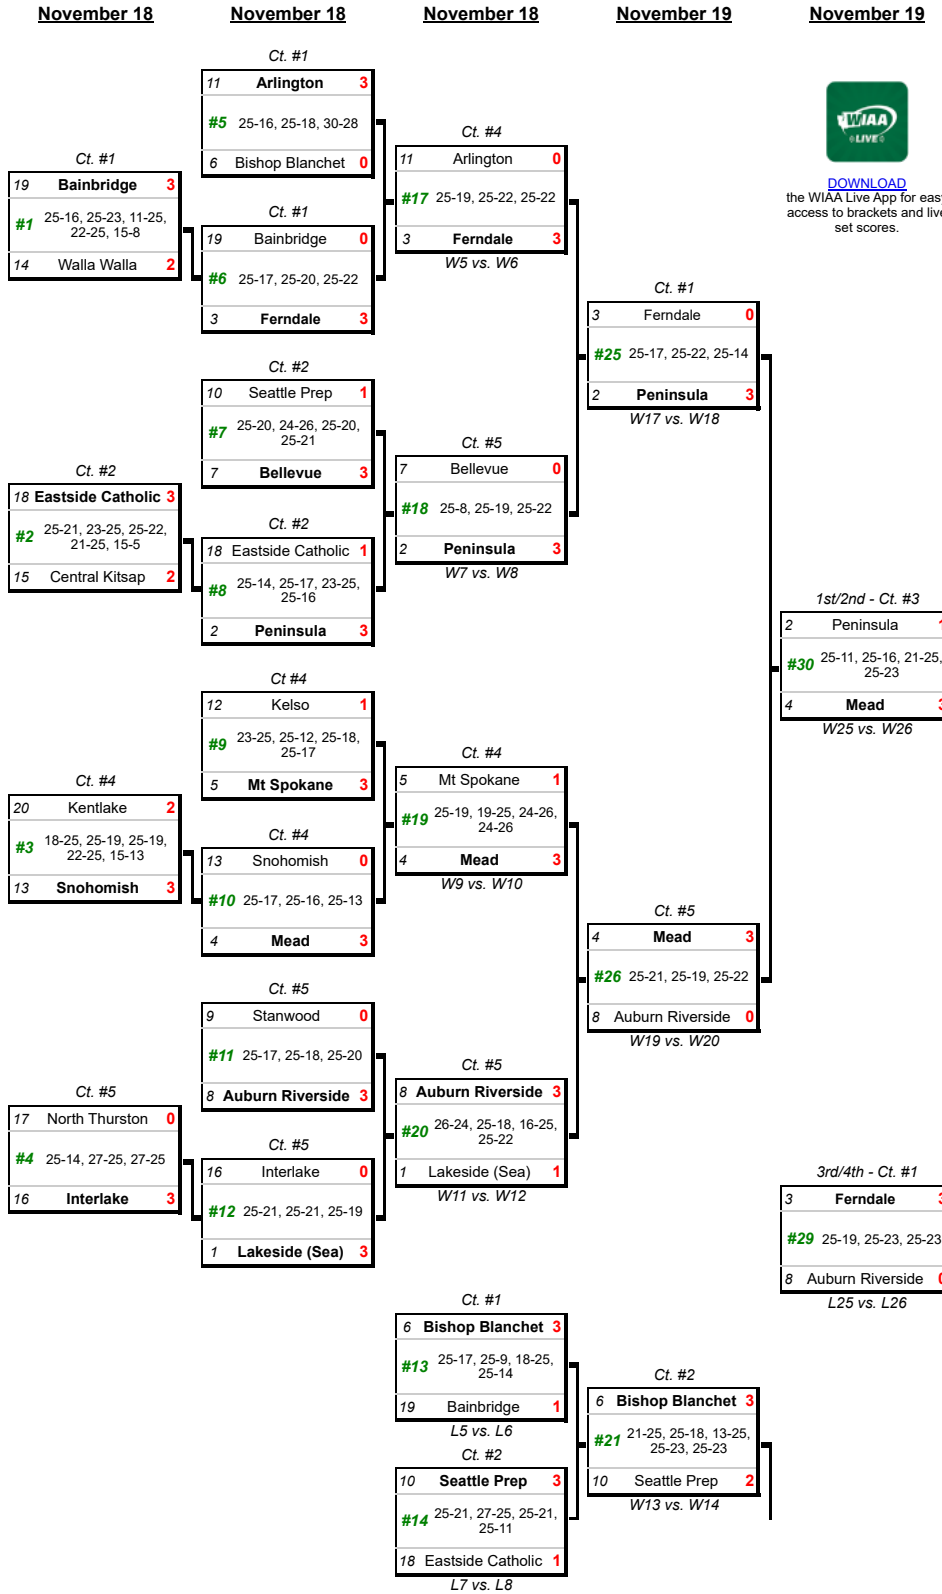 November 18
November 18
November 18
November 19
November 19
WIAA
LIVE
DOWNLOAD
the WIAA Live App for easy
access to brackets and live
set scores.
Ct. #1
19 Bainbridge 3
#1 25-16, 25-23, 11-25,
22-25, 15-8
14 Walla Walla 2
Ct. #2
18 Eastside Catholic 3
#2 25-21, 23-25, 25-22,
21-25, 15-5
15 Central Kitsap 2
Ct. #4
20 Kentlake 2
#3 18-25, 25-19, 25-19,
22-25, 15-13
13 Snohomish 3
Ct. #5
17 North Thurston 0
#4 25-14, 27-25, 27-25
16 Interlake 3
Ct. #1
11 Arlington 3
#5 25-16, 25-18, 30-28
6 Bishop Blanchet 0
Ct. #1
19 Bainbridge 0
#6 25-17, 25-20, 25-22
3 Ferndale 3
Ct. #2
10 Seattle Prep 1
#7 25-20, 24-26, 25-20,
25-21
7 Bellevue 3
Ct. #2
18 Eastside Catholic 1
#8 25-14, 25-17, 23-25,
25-16
2 Peninsula 3
Ct #4
12 Kelso 1
#9 23-25, 25-12, 25-18,
25-17
5 Mt Spokane 3
Ct. #4
13 Snohomish 0
#10 25-17, 25-16, 25-13
4 Mead 3
Ct. #5
9 Stanwood 0
#11 25-17, 25-18, 25-20
8 Auburn Riverside 3
Ct. #5
16 Interlake 0
#12 25-21, 25-21, 25-19
1 Lakeside (Sea) 3
Ct. #4
11 Arlington 0
#17 25-19, 25-22, 25-22
3 Ferndale 3
W5 vs. W6
Ct. #5
7 Bellevue 0
#18 25-8, 25-19, 25-22
2 Peninsula 3
W7 vs. W8
Ct. #4
5 Mt Spokane 1
#19 25-19, 19-25, 24-26,
24-26
4 Mead 3
W9 vs. W10
Ct. #5
8 Auburn Riverside 3
#20 26-24, 25-18, 16-25,
25-22
1 Lakeside (Sea) 1
W11 vs. W12
Ct. #1
6 Bishop Blanchet 3
#13 25-17, 25-9, 18-25,
25-14
19 Bainbridge 1
L5 vs. L6
Ct. #2
10 Seattle Prep 3
#14 25-21, 27-25, 25-21,
25-11
18 Eastside Catholic 1
L7 vs. L8
Ct. #1
3 Ferndale 0
#25 25-17, 25-22, 25-14
2 Peninsula 3
W17 vs. W18
Ct. #5
4 Mead 3
#26 25-21, 25-19, 25-22
8 Auburn Riverside 0
W19 vs. W20
Ct. #2
6 Bishop Blanchet 3
#21 21-25, 25-18, 13-25,
25-23, 25-23
10 Seattle Prep 2
W13 vs. W14
1st/2nd - Ct. #3
2 Peninsula 1
#30 25-11, 25-16, 21-25,
25-23
4 Mead 3
W25 vs. W26
3rd/4th - Ct. #1
3 Ferndale 3
#29 25-19, 25-23, 25-23
8 Auburn Riverside 0
L25 vs. L26